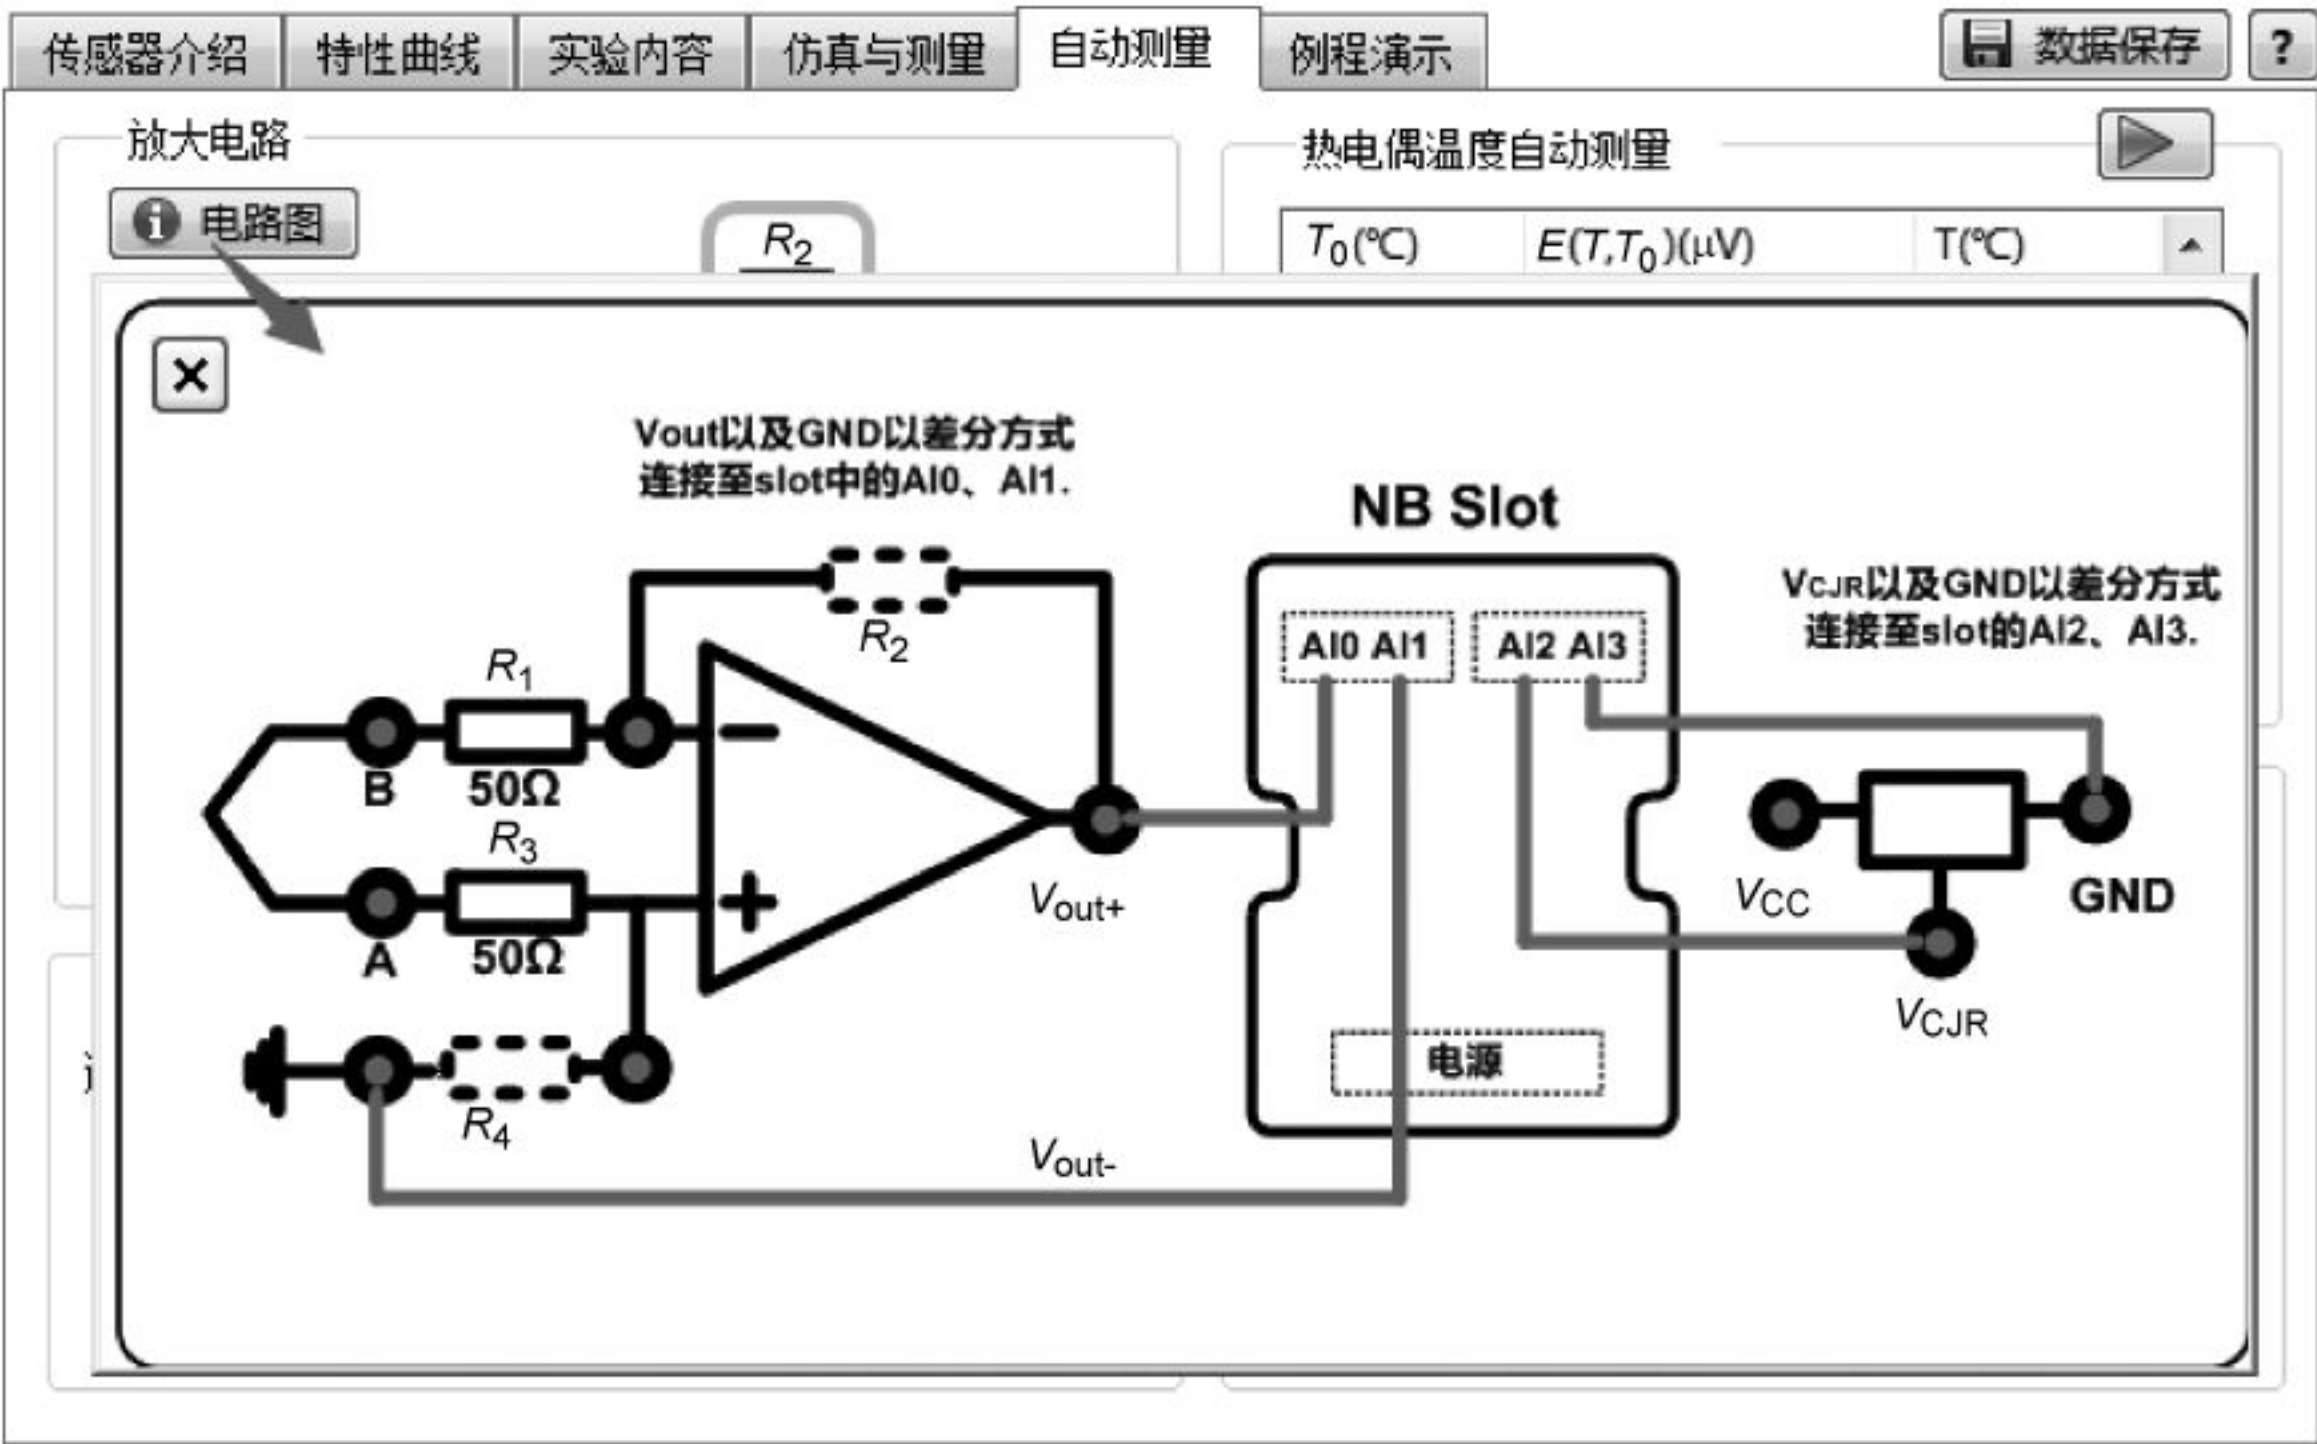 传感器介绍 特性曲线 实验内容 仿真与测量 自动测量 例程演示 数据保存 ?
放大电路
热电偶温度自动测量
电路图
R2
T0(℃) E(T,T0)(μV) T(℃)
Vout以及GND以差分方式
连接至slot中的AI0、AI1.
NB Slot
VCJR以及GND以差分方式
连接至slot的AI2、AI3.
R2
AI0 AI1 AI2 AI3
R1
B
50Ω
R3
A
50Ω
Vout+
VCC
GND
VCJR
电源
R4
Vout-